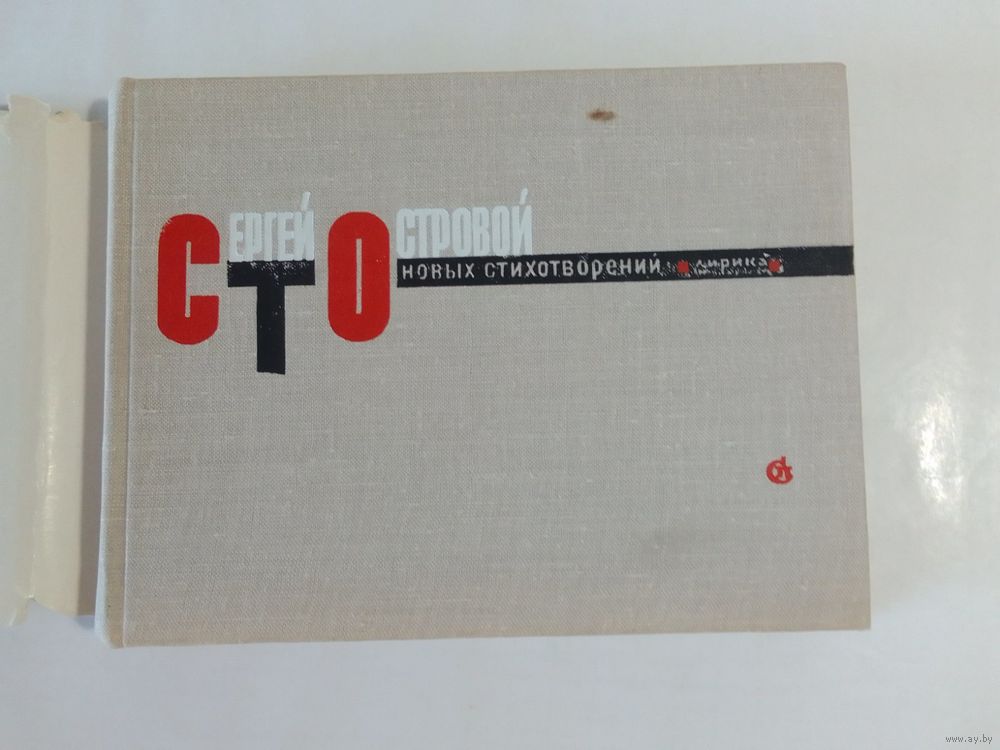 СЕРГЕЙ ОСТРОВОЙ
СТО НОВЫХ СТИХОТВОРЕНИЙ лирика
www.ay.by